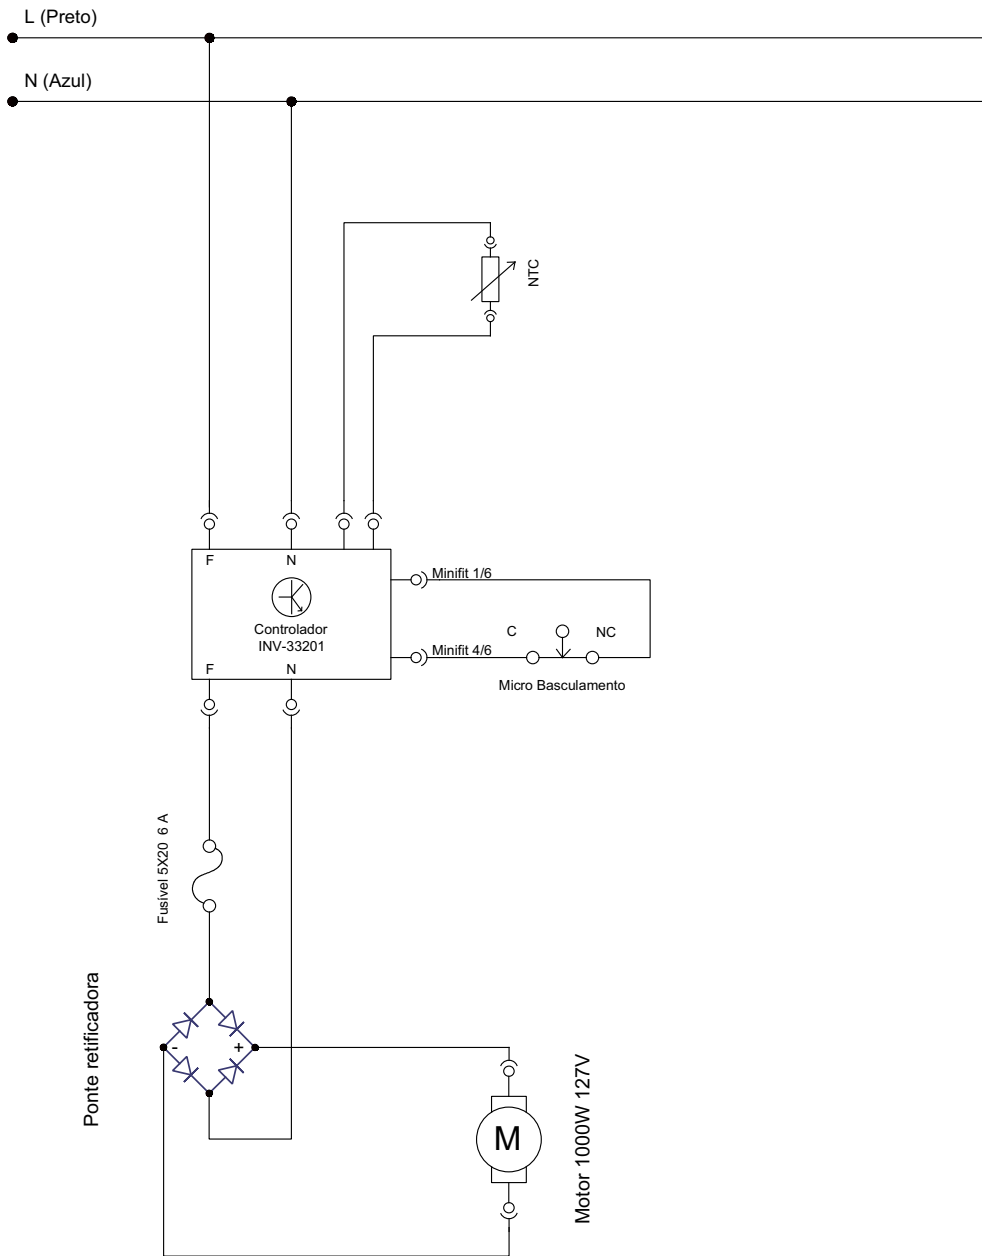 L (Preto)
N (Azul)
NTC
F
N
Controlador
INV-33201
F
N
Minifit 1/6
C
NC
Minifit 4/6
Micro Basculamento
Fusível 5X20 6 A
Ponte retificadora
-
+
M
Motor 1000W 127V